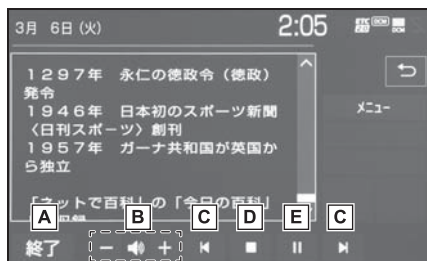 3月 6日(火)
2:05
ETC
DCM
1297年 永仁の徳政令(徳政)
発令
1946年 日本初のスポーツ新聞
〈日刊スポーツ〉創刊
1957年 ガーナ共和国が英国か
ら独立
メニュー
「ネットで百科」の「今日の百科」
A
B
C
D
E
C
終了